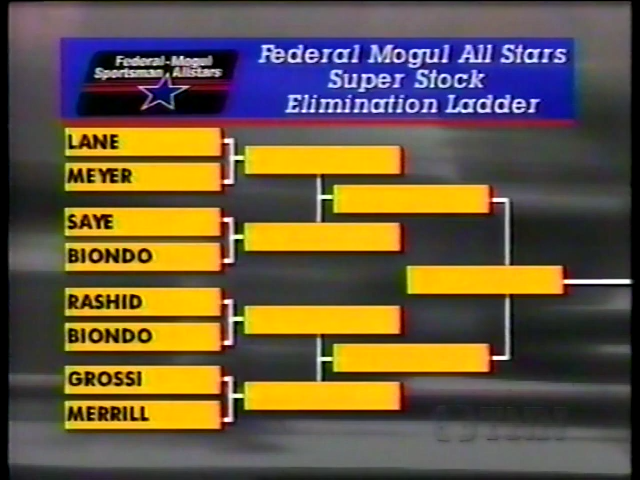 Federal-Mogul
Sportsman Allstars
Federal Mogul All Stars
Super Stock
Elimination Ladder
LANE
MEYER
SAYE
BIONDO
RASHID
BIONDO
GROSSI
MERRILL